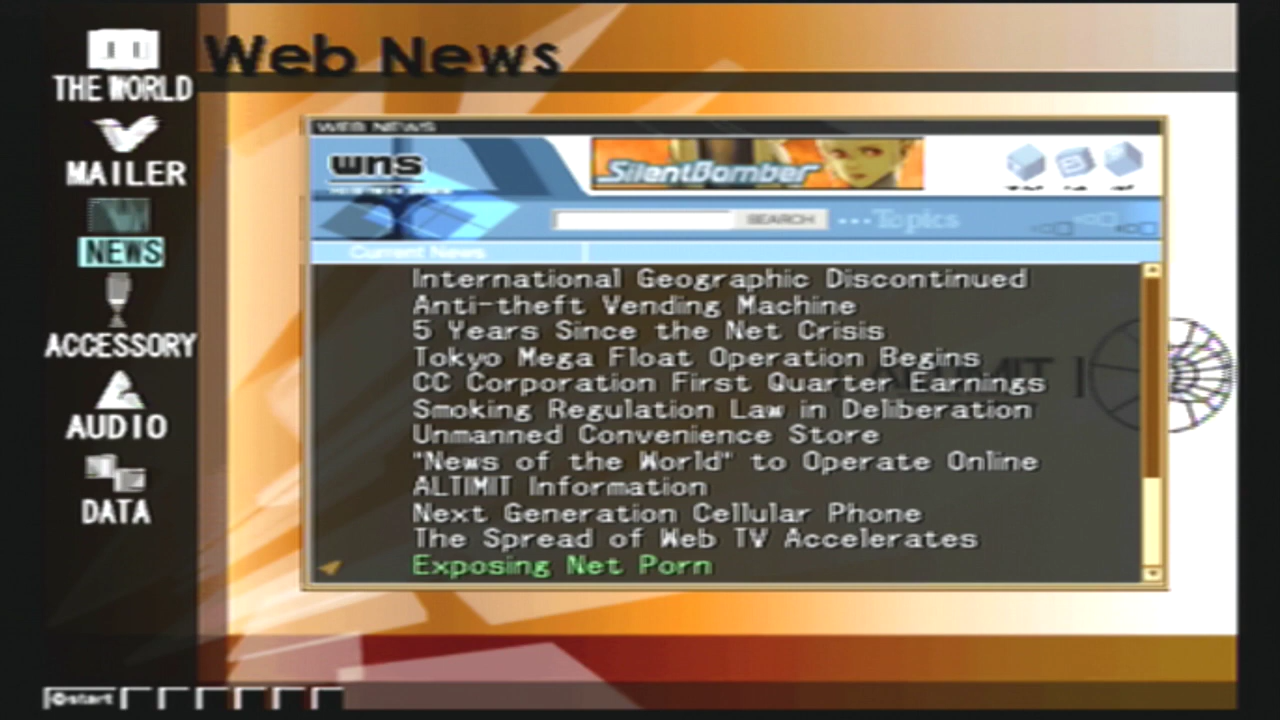 Web News
THE WORLD
MAILER
NEWS
ACCESSORY
AUDIO
DATA
WEB NEWS
wns
SilentBomber
SEARCH
Topics
Current News
International Geographic Discontinued
Anti-theft Vending Machine
5 Years Since the Net Crisis
Tokyo Mega Float Operation Begins
CC Corporation First Quarter Earnings
Smoking Regulation Law in Deliberation
Unmanned Convenience Store
"News of the World" to Operate Online
ALTIMIT Information
Next Generation Cellular Phone
The Spread of Web TV Accelerates
Exposing Net Porn
start